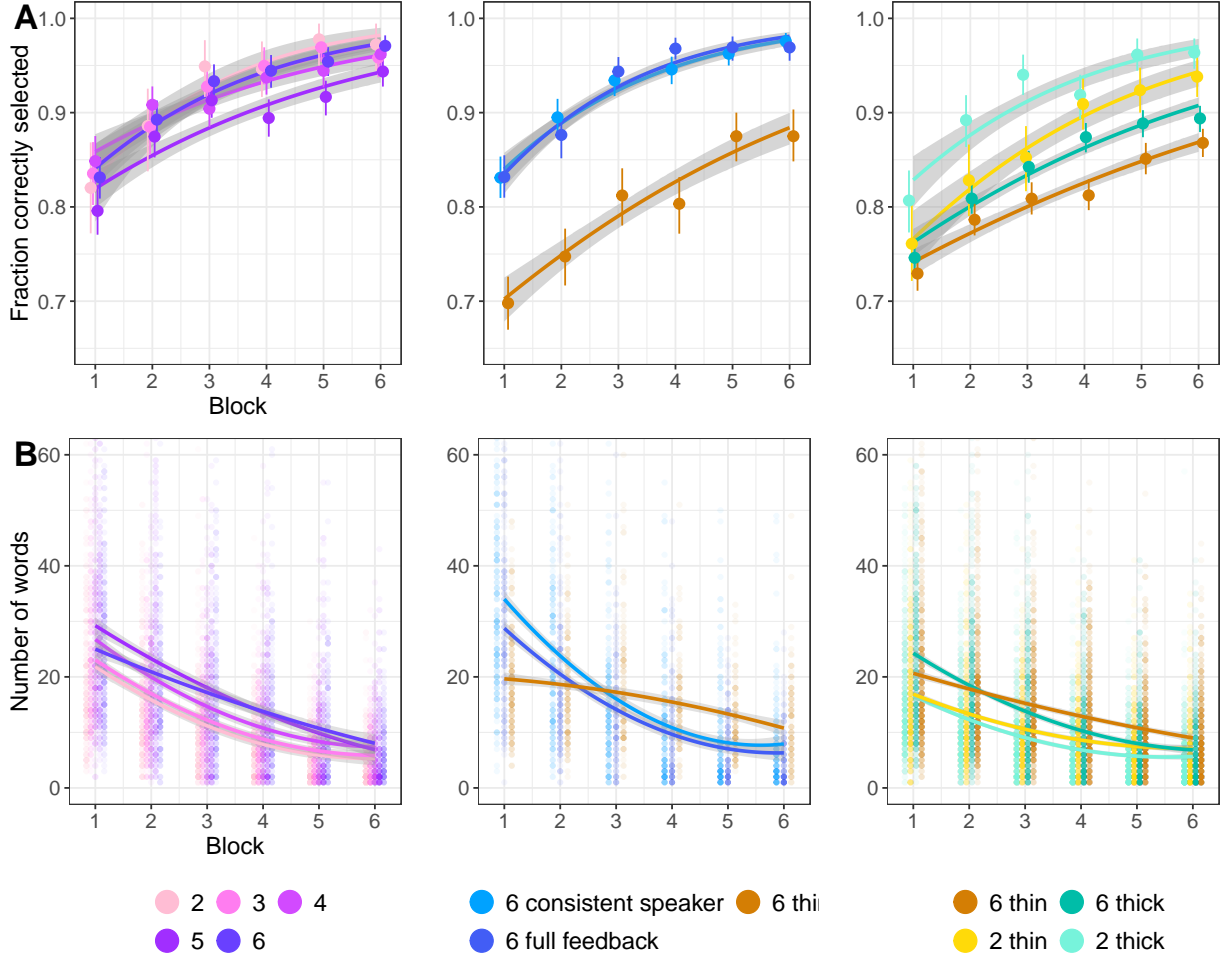 A
Fraction correctly selected
1.0
0.9
0.8
0.7
1 2 3 4 5 6
Block
1.0
0.9
0.8
0.7
1 2 3 4 5 6
1.0
0.9
0.8
0.7
1 2 3 4 5 6
B
Number of words
60
40
20
0
1 2 3 4 5 6
Block
60
40
20
0
1 2 3 4 5 6
60
40
20
0
1 2 3 4 5 6
2 3 4
5 6
6 consistent speaker 6 thi
6 full feedback
6 thin 6 thick
2 thin 2 thick